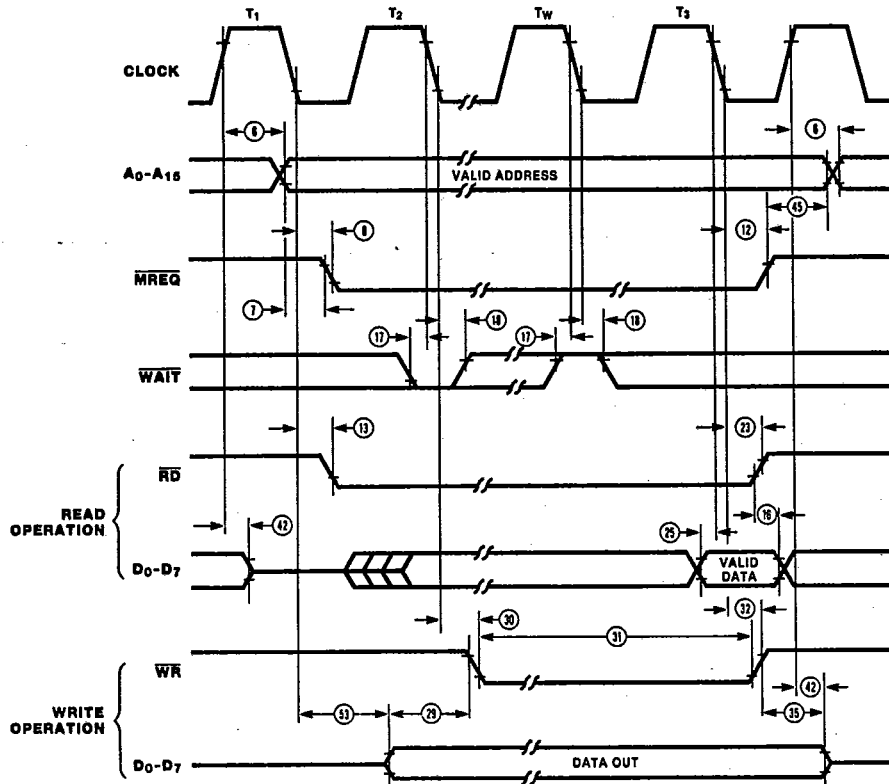 T1 T2 TW T3
CLOCK
6 6
A0-A15 VALID ADDRESS
8 12 45
MREQ
7
17 18 17 18
WAIT
13 23
RD
READ OPERATION
42 25 16
D0-D7 VALID DATA
32
30 31
WR
42
WRITE OPERATION
53 29 35
D0-D7 DATA OUT